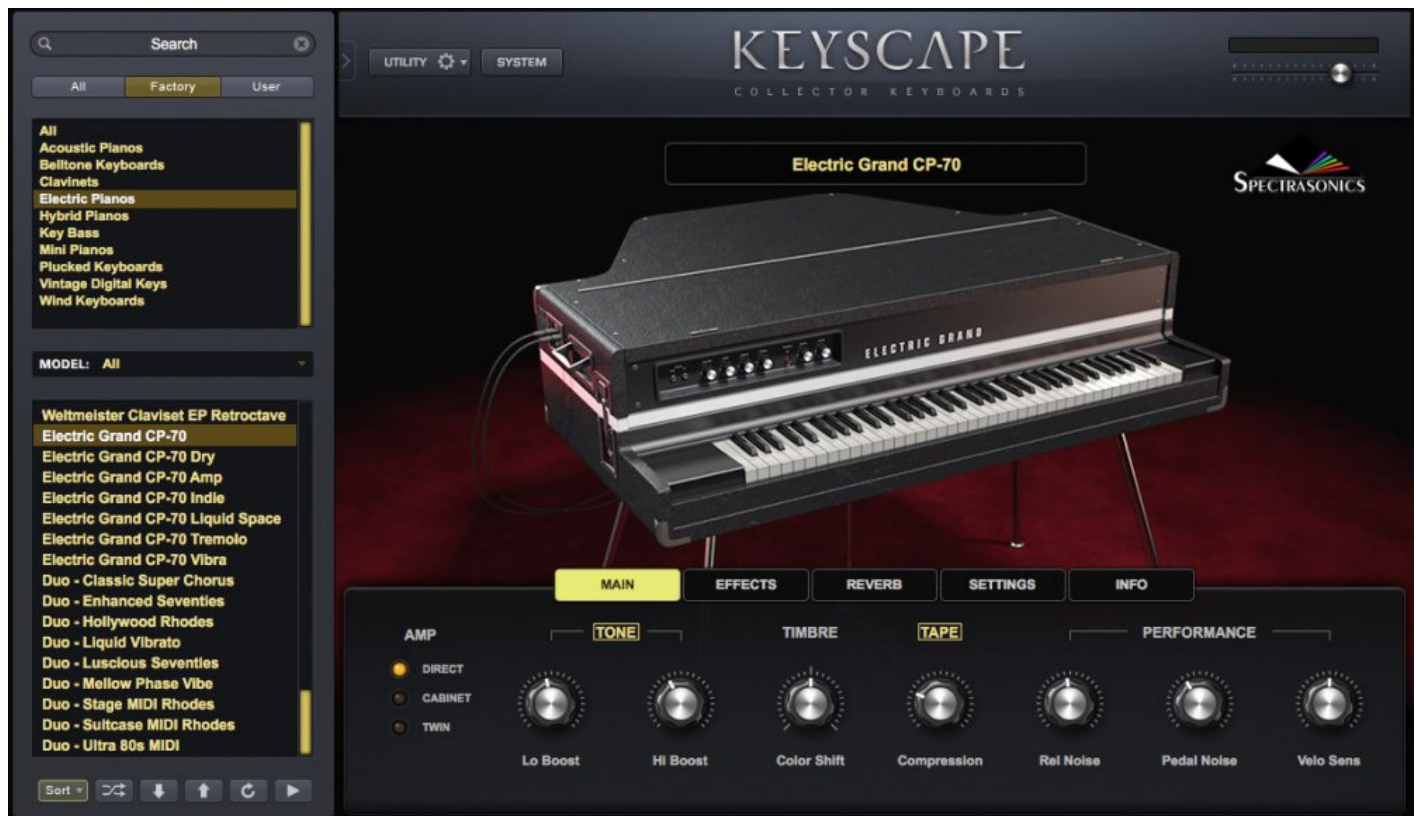 Search
All
Factory
User
All
Acoustic Pianos
Belltone Keyboards
Clavinets
Electric Pianos
Hybrid Pianos
Key Bass
Mini Pianos
Plucked Keyboards
Vintage Digital Keys
Wind Keyboards
MODEL: All
Weltmeister Claviset EP Retroctave
Electric Grand CP-70
Electric Grand CP-70 Dry
Electric Grand CP-70 Amp
Electric Grand CP-70 Indie
Electric Grand CP-70 Liquid Space
Electric Grand CP-70 Tremolo
Electric Grand CP-70 Vibra
Duo - Classic Super Chorus
Duo - Enhanced Seventies
Duo - Hollywood Rhodes
Duo - Liquid Vibrato
Duo - Luscious Seventies
Duo - Mellow Phase Vibe
Duo - Stage MIDI Rhodes
Duo - Suitcase MIDI Rhodes
Duo - Ultra 80s MIDI
Sort
UTILITY
SYSTEM
KEYSCAPE
COLLECTOR KEYBOARDS
Electric Grand CP-70
SPECTRASONICS
ELECTRIC GRAND
MAIN
EFFECTS
REVERB
SETTINGS
INFO
AMP
DIRECT
CABINET
TWIN
TONE
Lo Boost
Hi Boost
TIMBRE
Color Shift
TAPE
Compression
PERFORMANCE
Rel Noise
Pedal Noise
Velo Sens